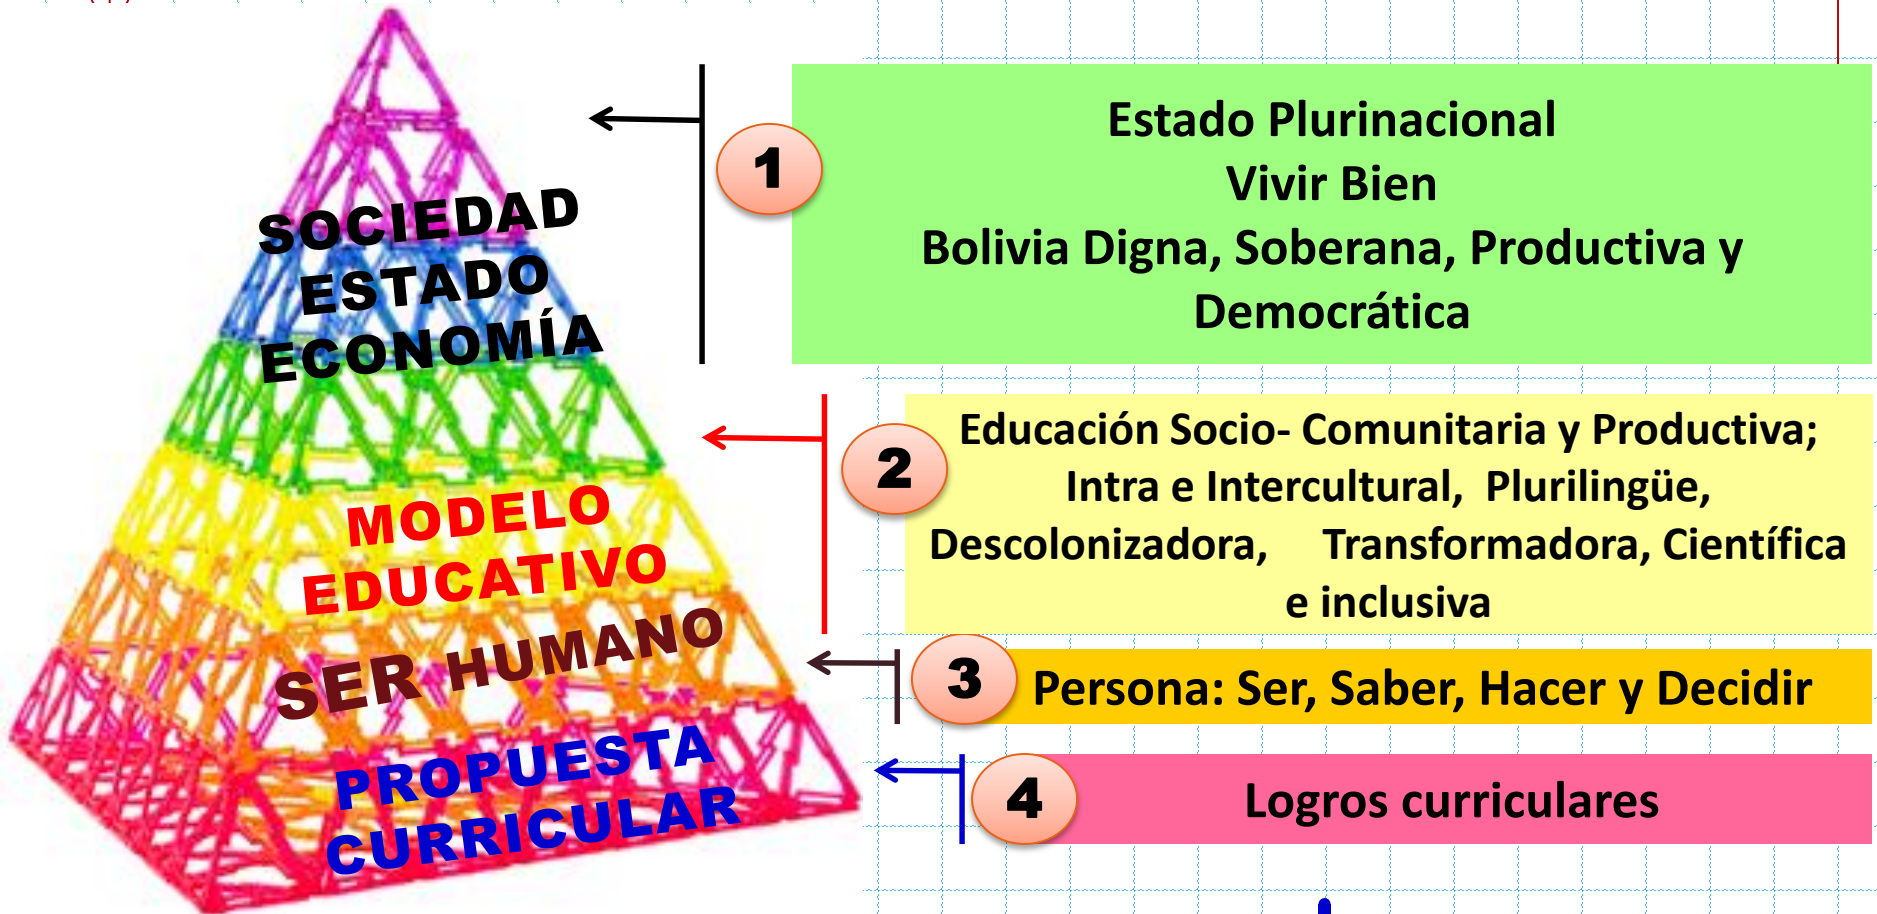 SOCIEDAD
ESTADO
ECONOMÍA
1
Estado Plurinacional
Vivir Bien
Bolivia Digna, Soberana, Productiva y
Democrática
MODELO
EDUCATIVO
2
Educación Socio- Comunitaria y Productiva;
Intra e Intercultural, Plurilingüe,
Descolonizadora, Transformadora, Científica
e inclusiva
SER HUMANO
3
Persona: Ser, Saber, Hacer y Decidir
PROPUESTA
CURRICULAR
4
Logros curriculares